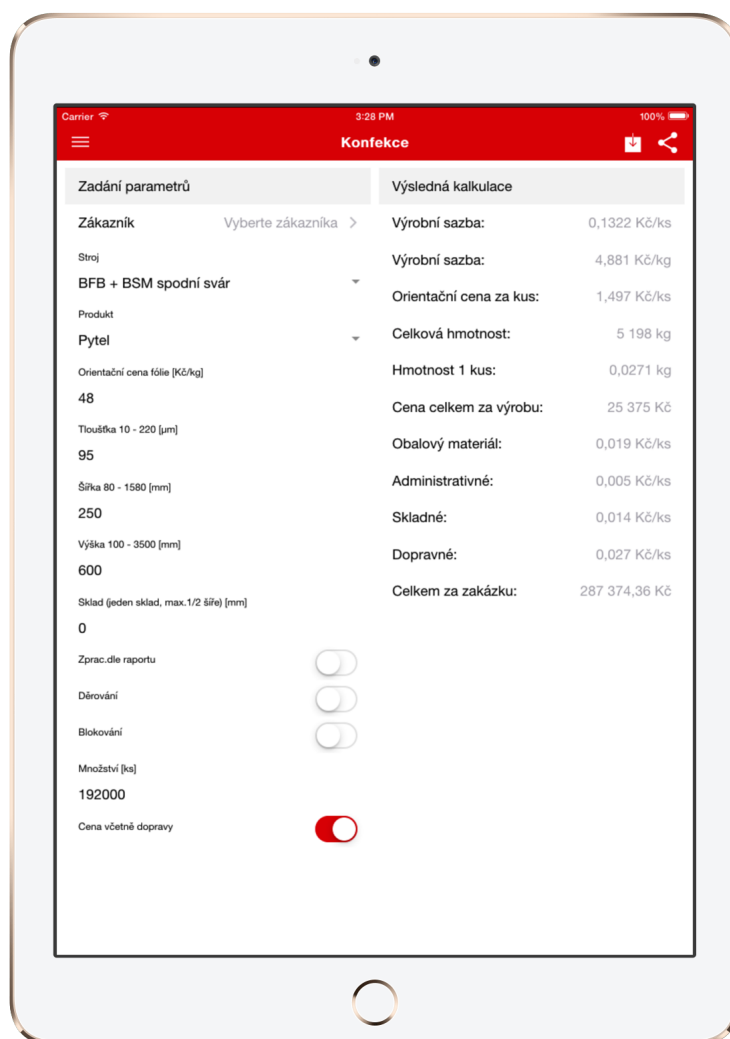 Carrier 3:28 PM 100%
Konfekce
Zadání parametrů
Zákazník Vyberte zákazníka
Stroj
BFB + BSM spodní svár
Produkt
Pytel
Orientační cena fólie [Kč/kg]
48
Tloušťka 10 - 220 [µm]
95
Šířka 80 - 1580 [mm]
250
Výška 100 - 3500 [mm]
600
Sklad (jeden sklad, max.1/2 šíře) [mm]
0
Zprac.dle raportu
Děrování
Blokování
Množství [ks]
192000
Cena včetně dopravy
Výsledná kalkulace
Výrobní sazba: 0,1322 Kč/ks
Výrobní sazba: 4,881 Kč/kg
Orientační cena za kus: 1,497 Kč/ks
Celková hmotnost: 5 198 kg
Hmotnost 1 kus: 0,0271 kg
Cena celkem za výrobu: 25 375 Kč
Obalový materiál: 0,019 Kč/ks
Administrativné: 0,005 Kč/ks
Skladné: 0,014 Kč/ks
Dopravné: 0,027 Kč/ks
Celkem za zakázku: 287 374,36 Kč